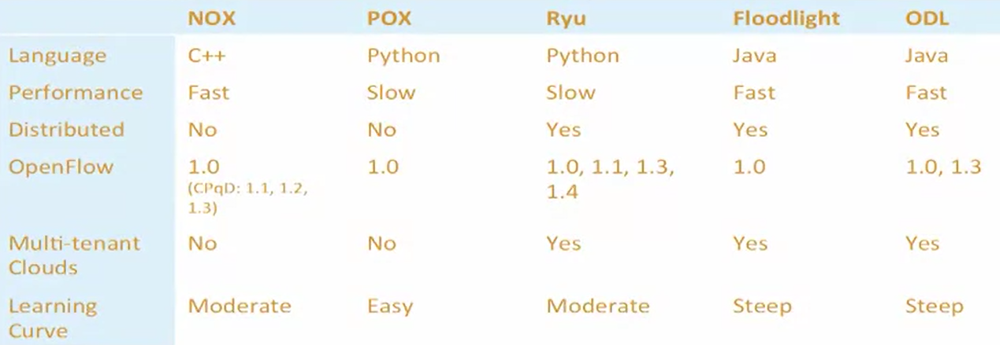 NOX POX Ryu Floodlight ODL
Language C++ Python Python Java Java
Performance Fast Slow Slow Fast Fast
Distributed No No Yes Yes Yes
OpenFlow 1.0 1.0 1.0, 1.1, 1.3, 1.0 1.0, 1.3
(CPqD: 1.1, 1.2, 1.4
1.3)
Multi-tenant No No Yes Yes Yes
Clouds
Learning Moderate Easy Moderate Steep Steep
Curve